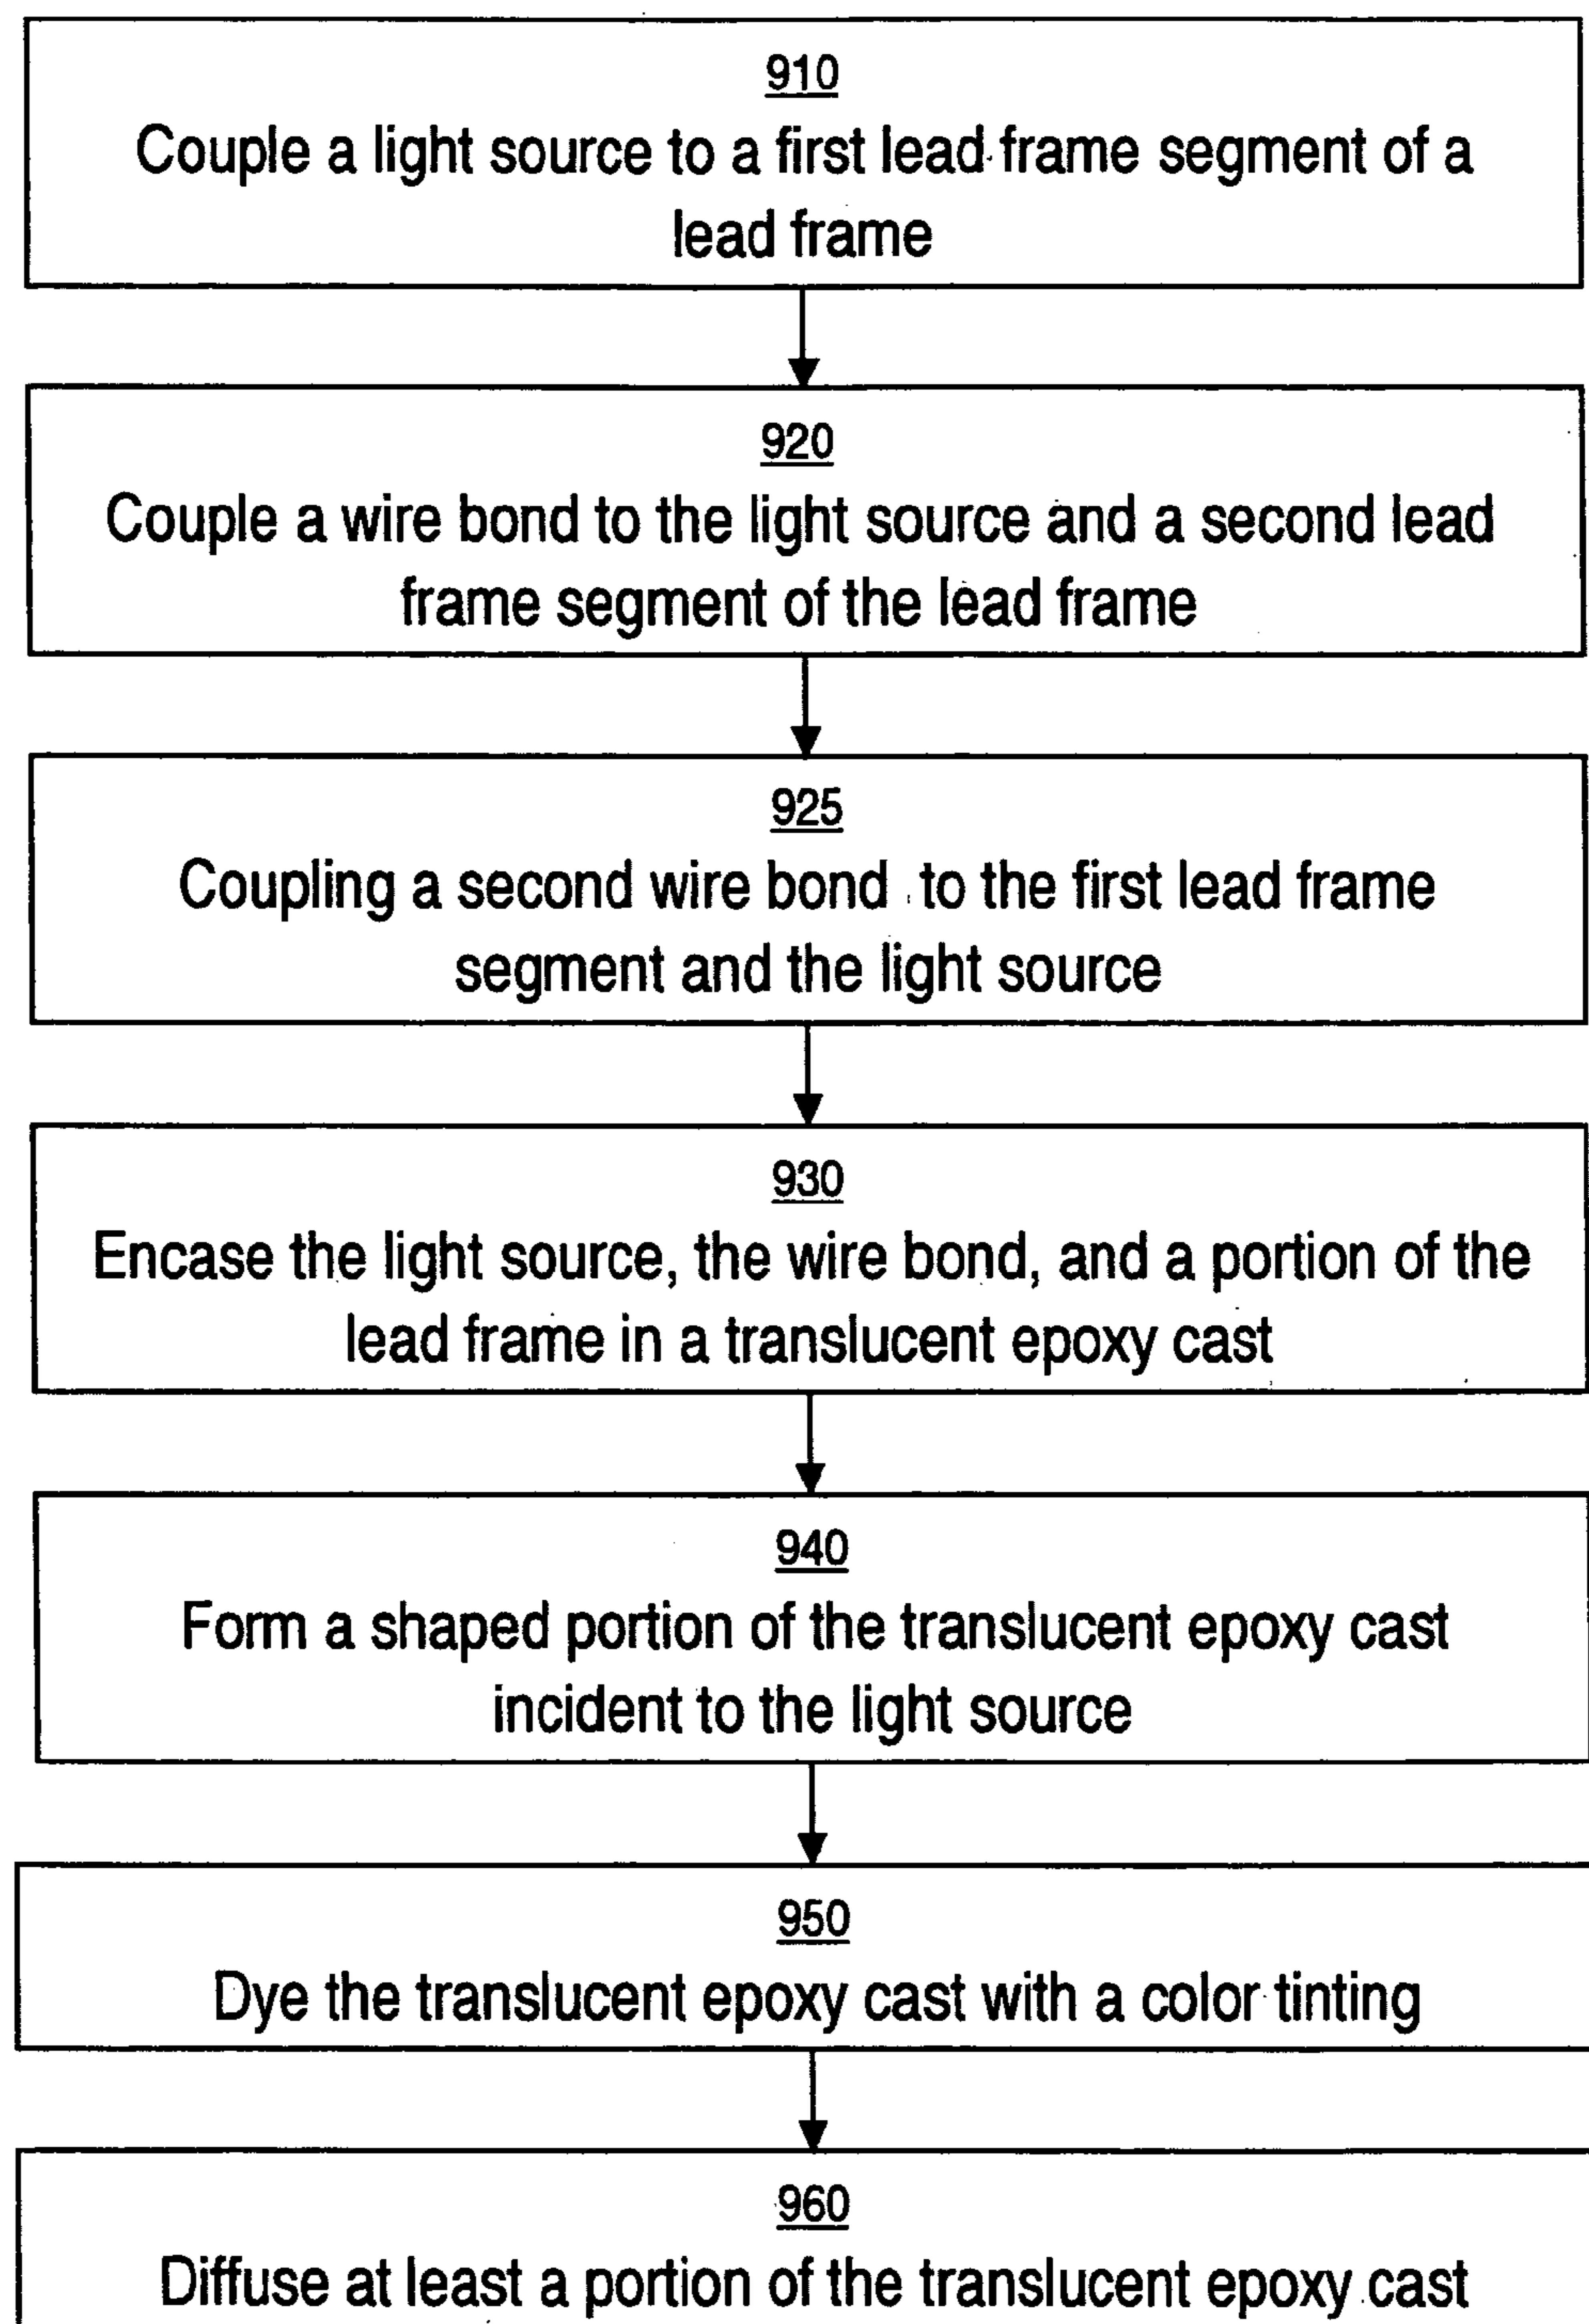 910
Couple a light source to a first lead frame segment of a
lead frame
920
Couple a wire bond to the light source and a second lead
frame segment of the lead frame
925
Coupling a second wire bond to the first lead frame
segment and the light source
930
Encase the light source, the wire bond, and a portion of the
lead frame in a translucent epoxy cast
940
Form a shaped portion of the translucent epoxy cast
incident to the light source
950
Dye the translucent epoxy cast with a color tinting
960
Diffuse at least a portion of the translucent epoxy cast